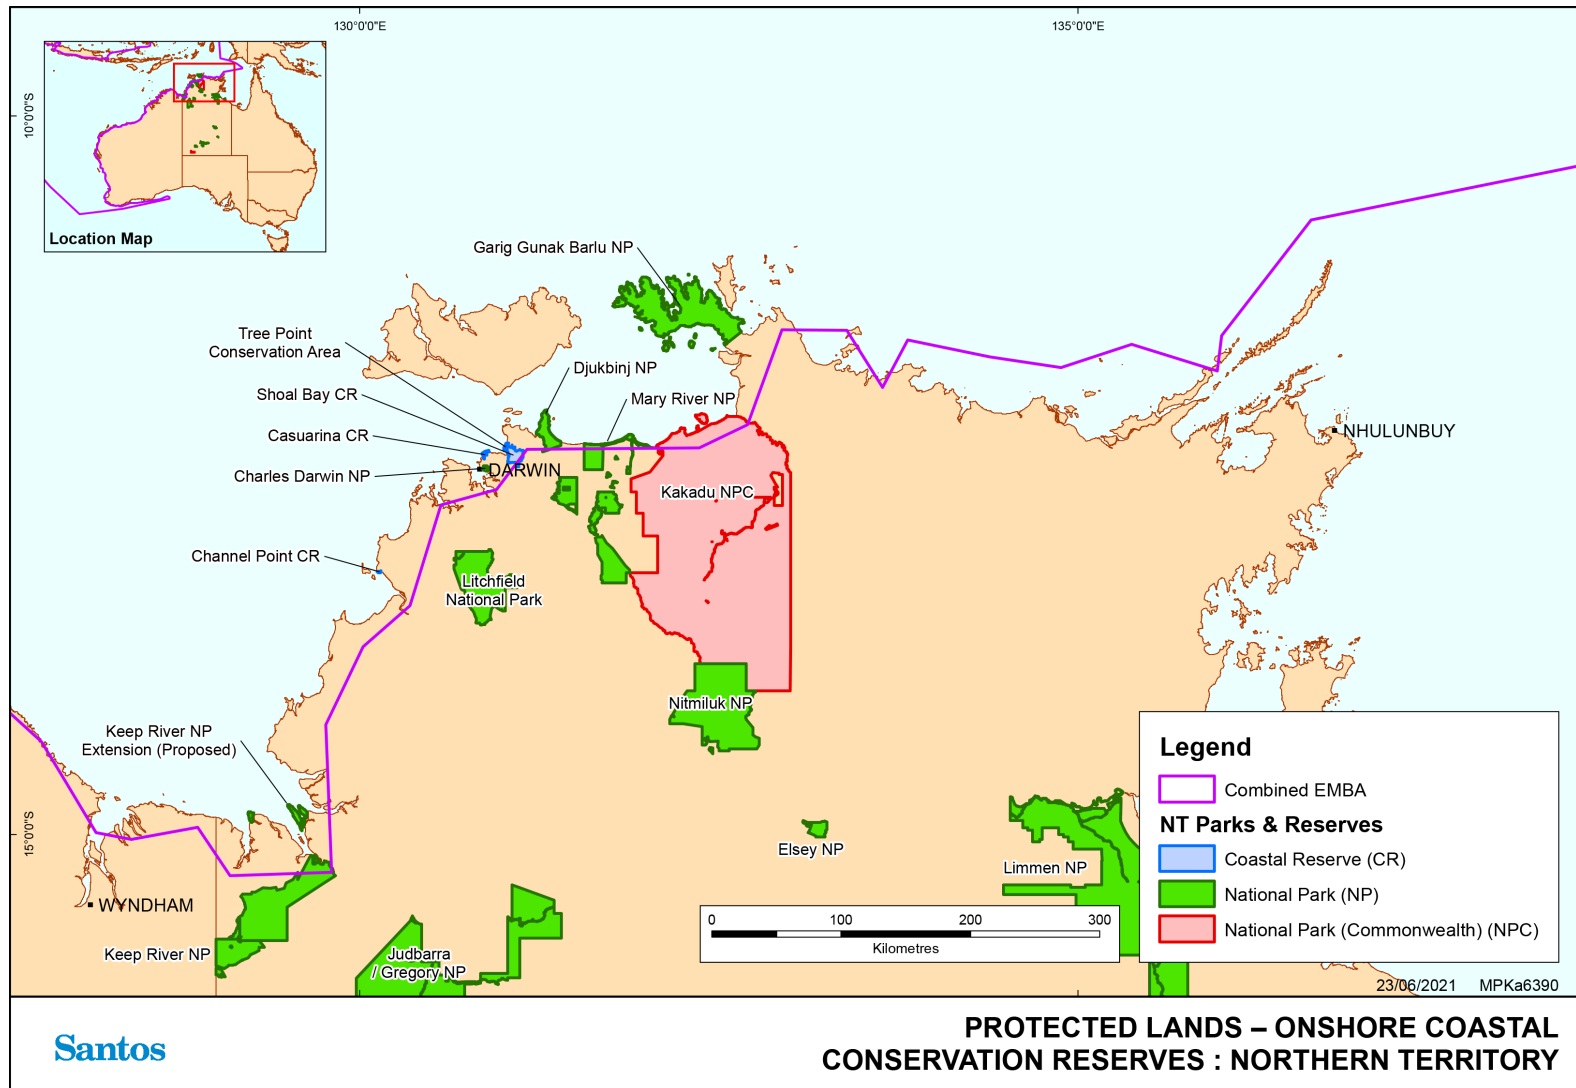 130°0'0"E
135°0'0"E
10°0'0"S
15°0'0"S
Location Map
Garig Gunak Barlu NP
Tree Point
Conservation Area
Djukbinj NP
Shoal Bay CR
Mary River NP
Casuarina CR
NHULUNBUY
Charles Darwin NP
DARWIN
Kakadu NPC
Channel Point CR
Litchfield
National Park
Nitmiluk NP
Keep River NP
Extension (Proposed)
Elsey NP
Limmen NP
WYNDHAM
Keep River NP
Judbarra
/ Gregory NP
0
100
200
300
Kilometres
Legend
Combined EMBA
NT Parks & Reserves
Coastal Reserve (CR)
National Park (NP)
National Park (Commonwealth) (NPC)
23/06/2021 MPKa6390
Santos
PROTECTED LANDS – ONSHORE COASTAL
CONSERVATION RESERVES : NORTHERN TERRITORY